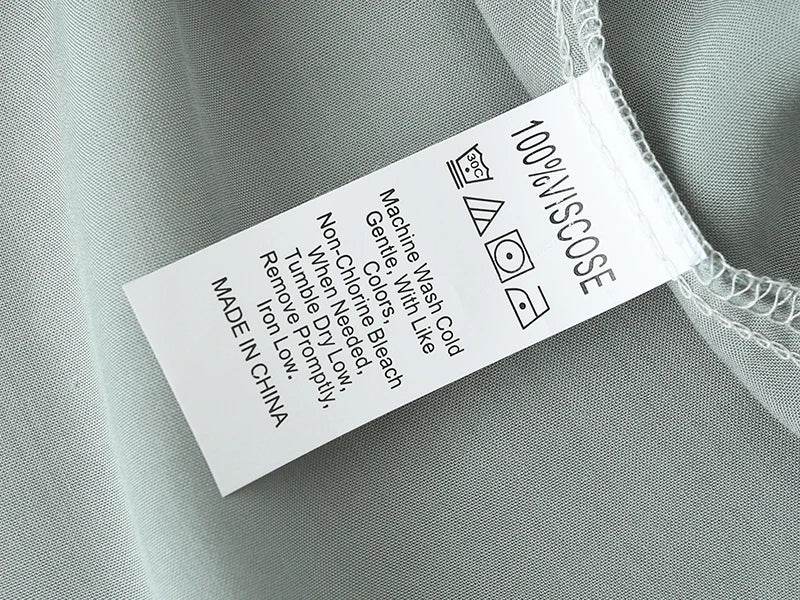 100%VISCOSE
30C
Machine Wash Cold
Gentle, With Like
Colors,
Non-Chlorine Bleach
When Needed,
Tumble Dry Low,
Remove Promptly,
Iron Low.
MADE IN CHINA